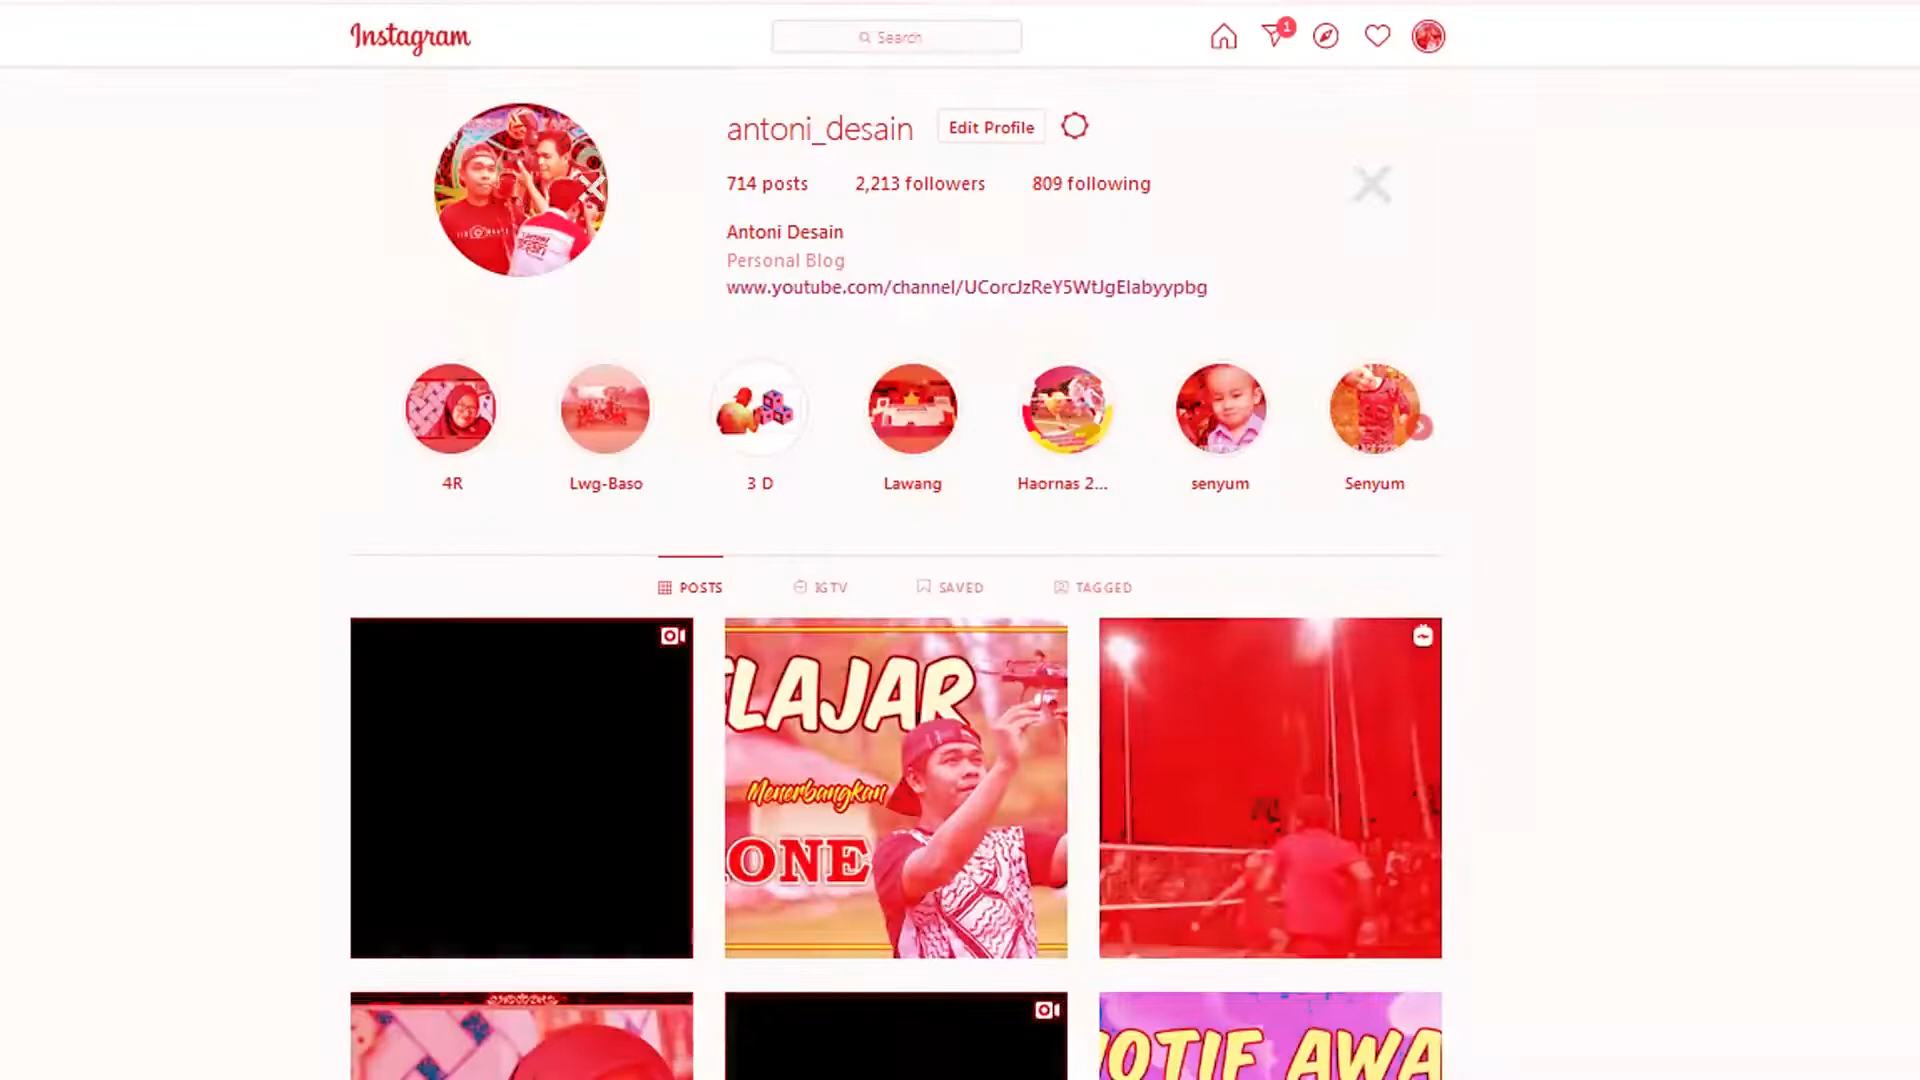 Instagram
Search
1
antoni_desain
Edit Profile
714 posts
2,213 followers
809 following
Antoni Desain
Personal Blog
www.youtube.com/channel/UCorcJzReY5WtJgElabyypbg
4R
Lwg-Baso
3 D
Lawang
Haornas 2...
senyum
Senyum
POSTS
IGTV
SAVED
TAGGED
ELAJAR
Menerbangkan
ONE
OTIF AWA